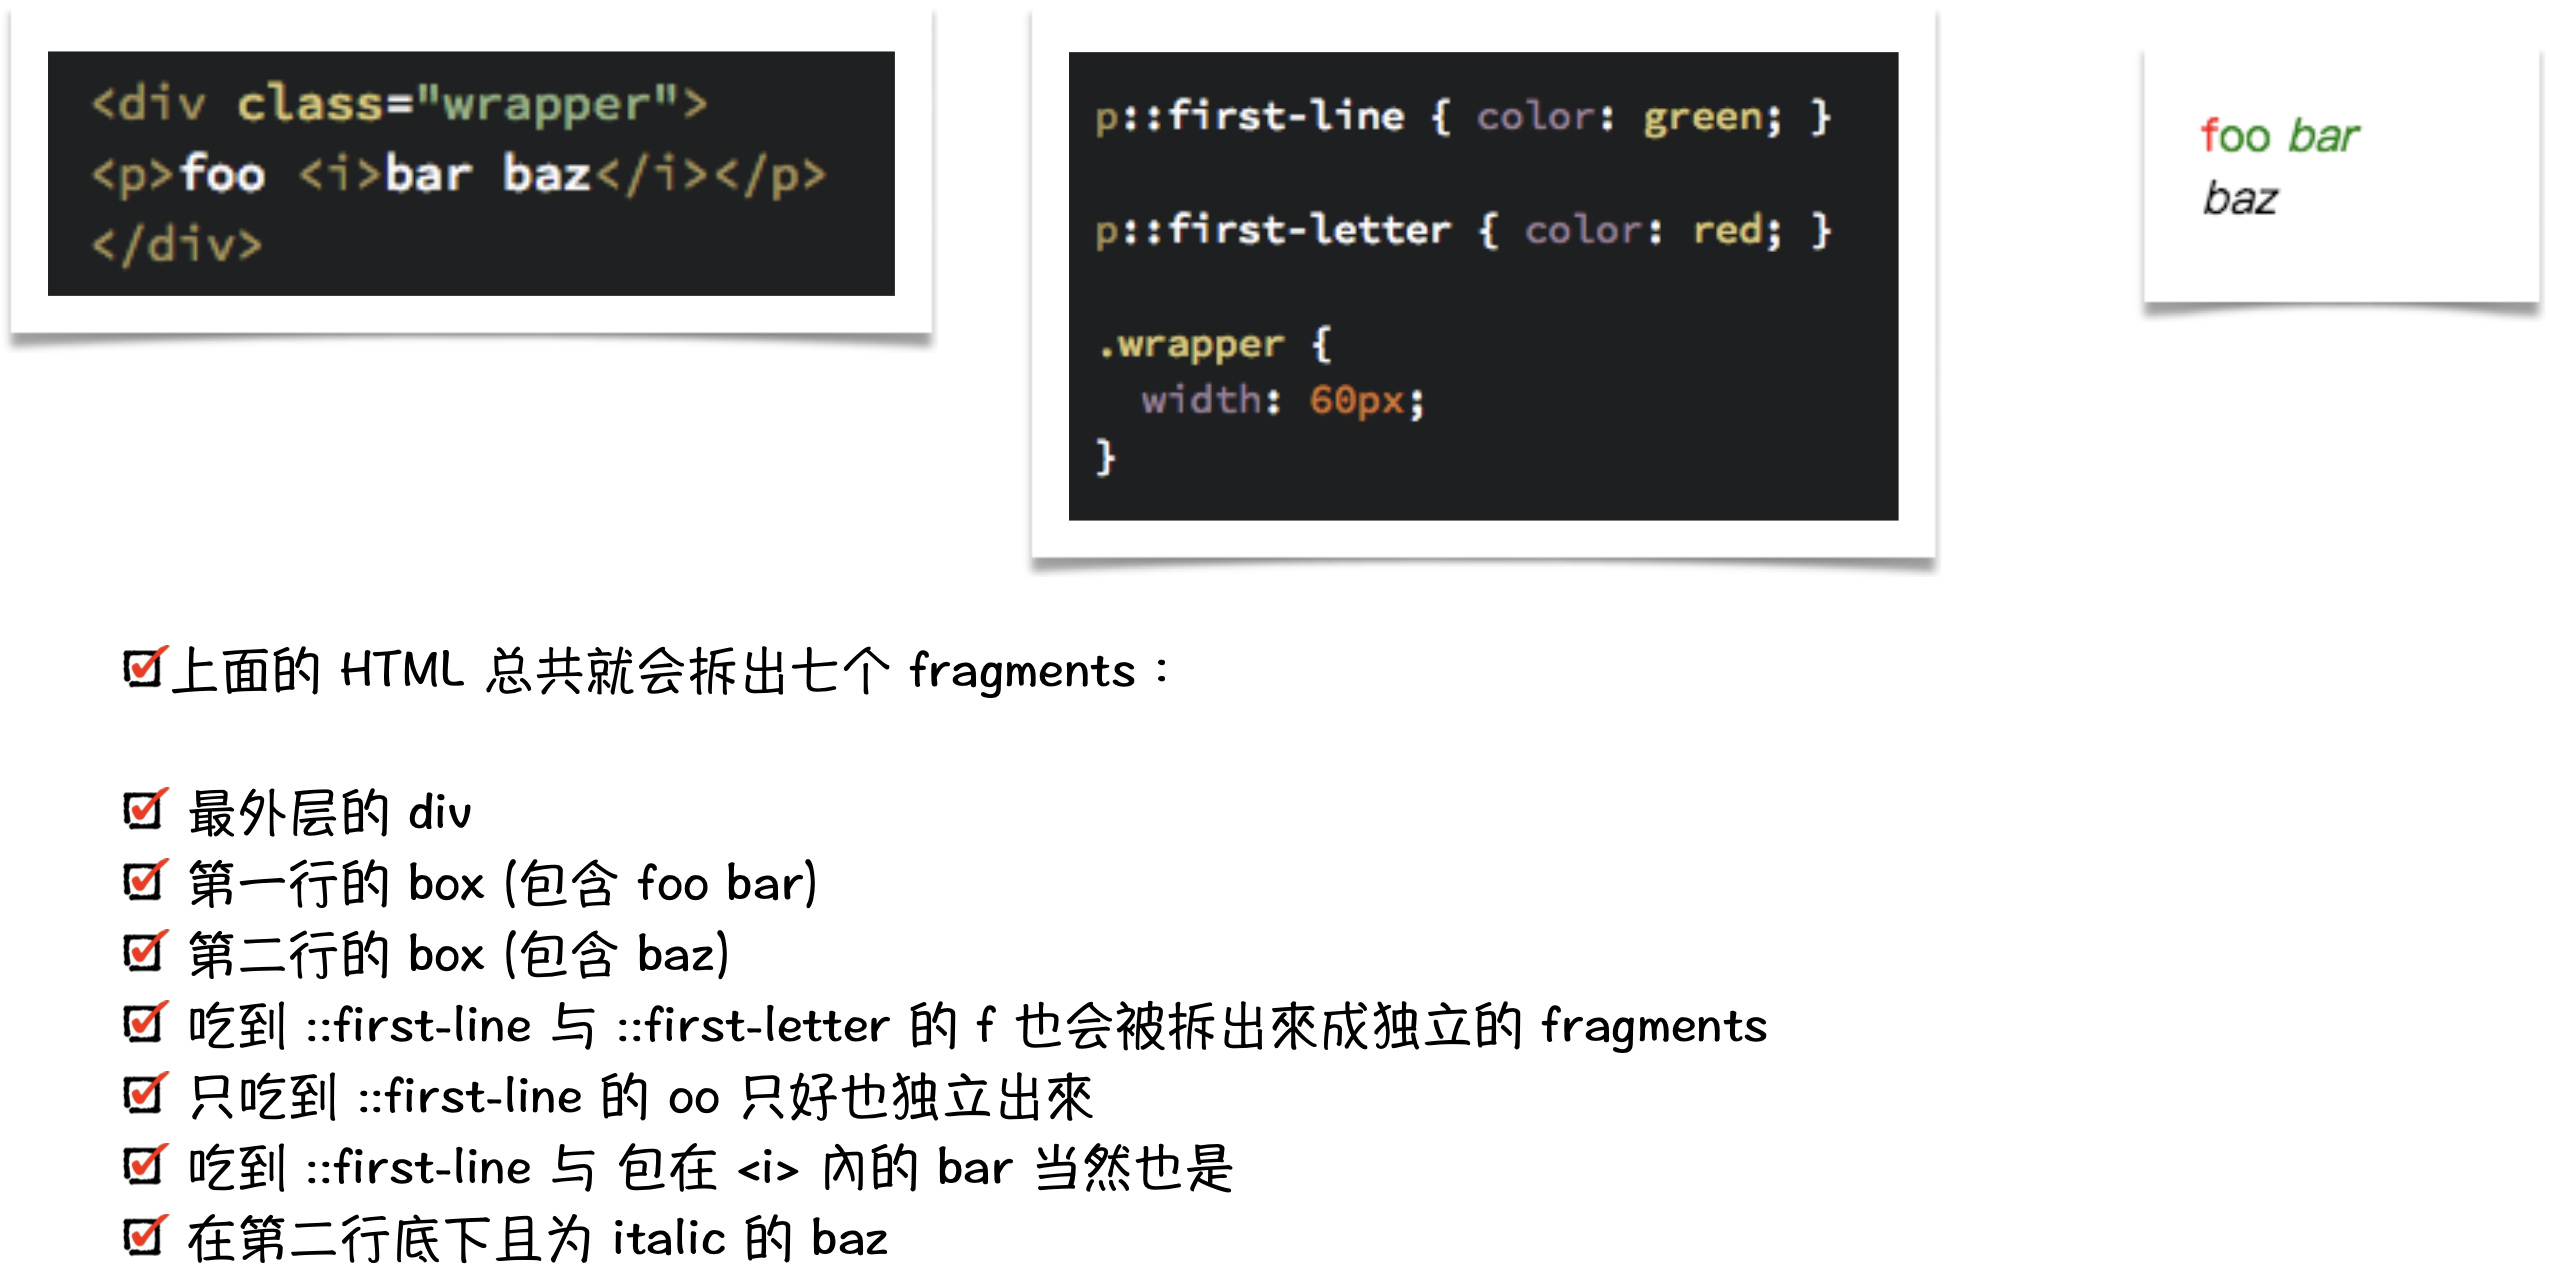 <div class="wrapper">
<p>foo <i>bar baz</i></p>
</div>
p::first-line { color: green; }
p::first-letter { color: red; }
.wrapper {
  width: 60px;
}
foo bar
baz
上面的 HTML 总共就会拆出七个 fragments：
最外层的 div
第一行的 box (包含 foo bar)
第二行的 box (包含 baz)
吃到 ::first-line 与 ::first-letter 的 f 也会被拆出來成独立的 fragments
只吃到 ::first-line 的 oo 只好也独立出來
吃到 ::first-line 与 包在 <i> 內的 bar 当然也是
在第二行底下且为 italic 的 baz